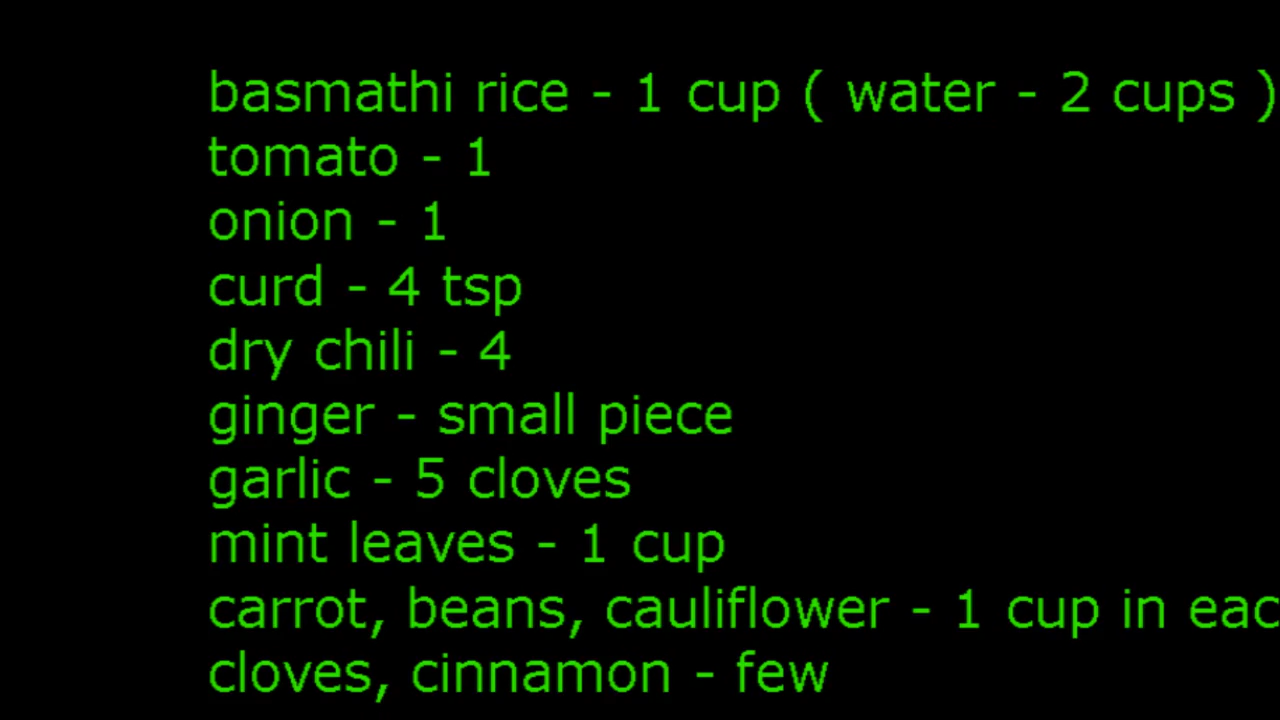 basmathi rice - 1 cup ( water - 2 cups )
tomato - 1
onion - 1
curd - 4 tsp
dry chili - 4
ginger - small piece
garlic - 5 cloves
mint leaves - 1 cup
carrot, beans, cauliflower - 1 cup in
cloves, cinnamon - few